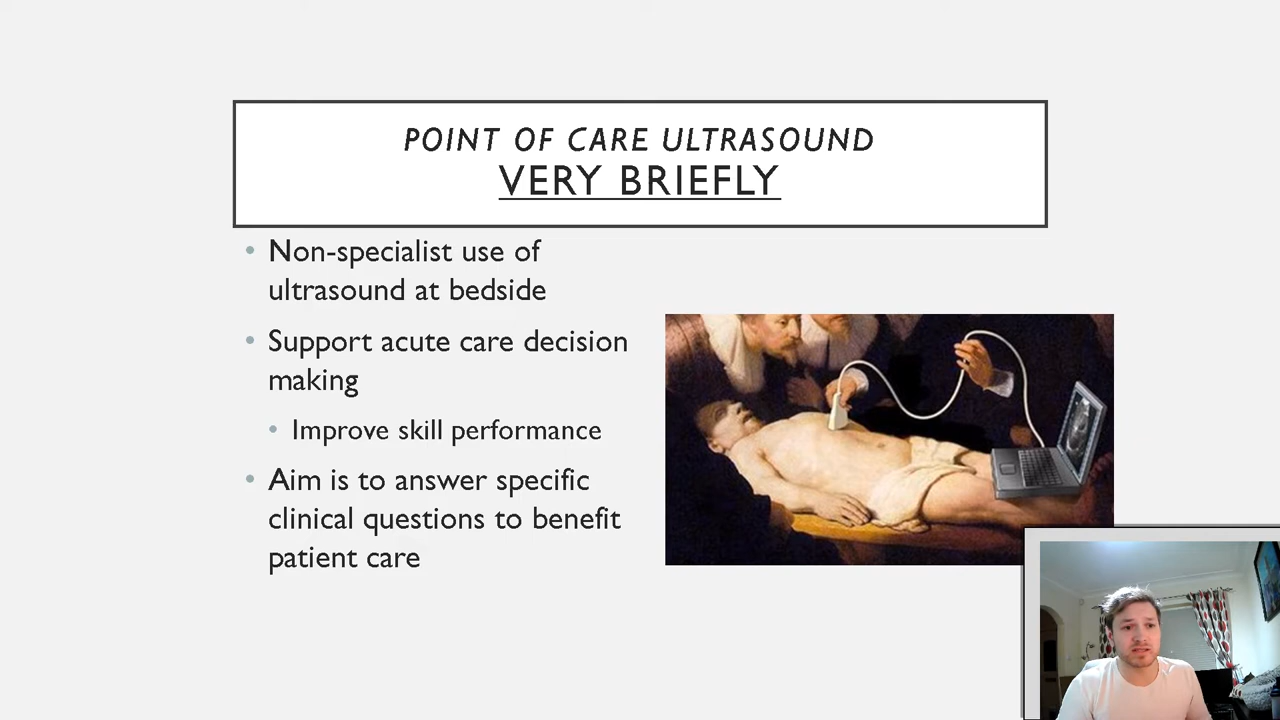 POINT OF CARE ULTRASOUND
VERY BRIEFLY
• Non-specialist use of
ultrasound at bedside
• Support acute care decision
making
• Improve skill performance
• Aim is to answer specific
clinical questions to benefit
patient care